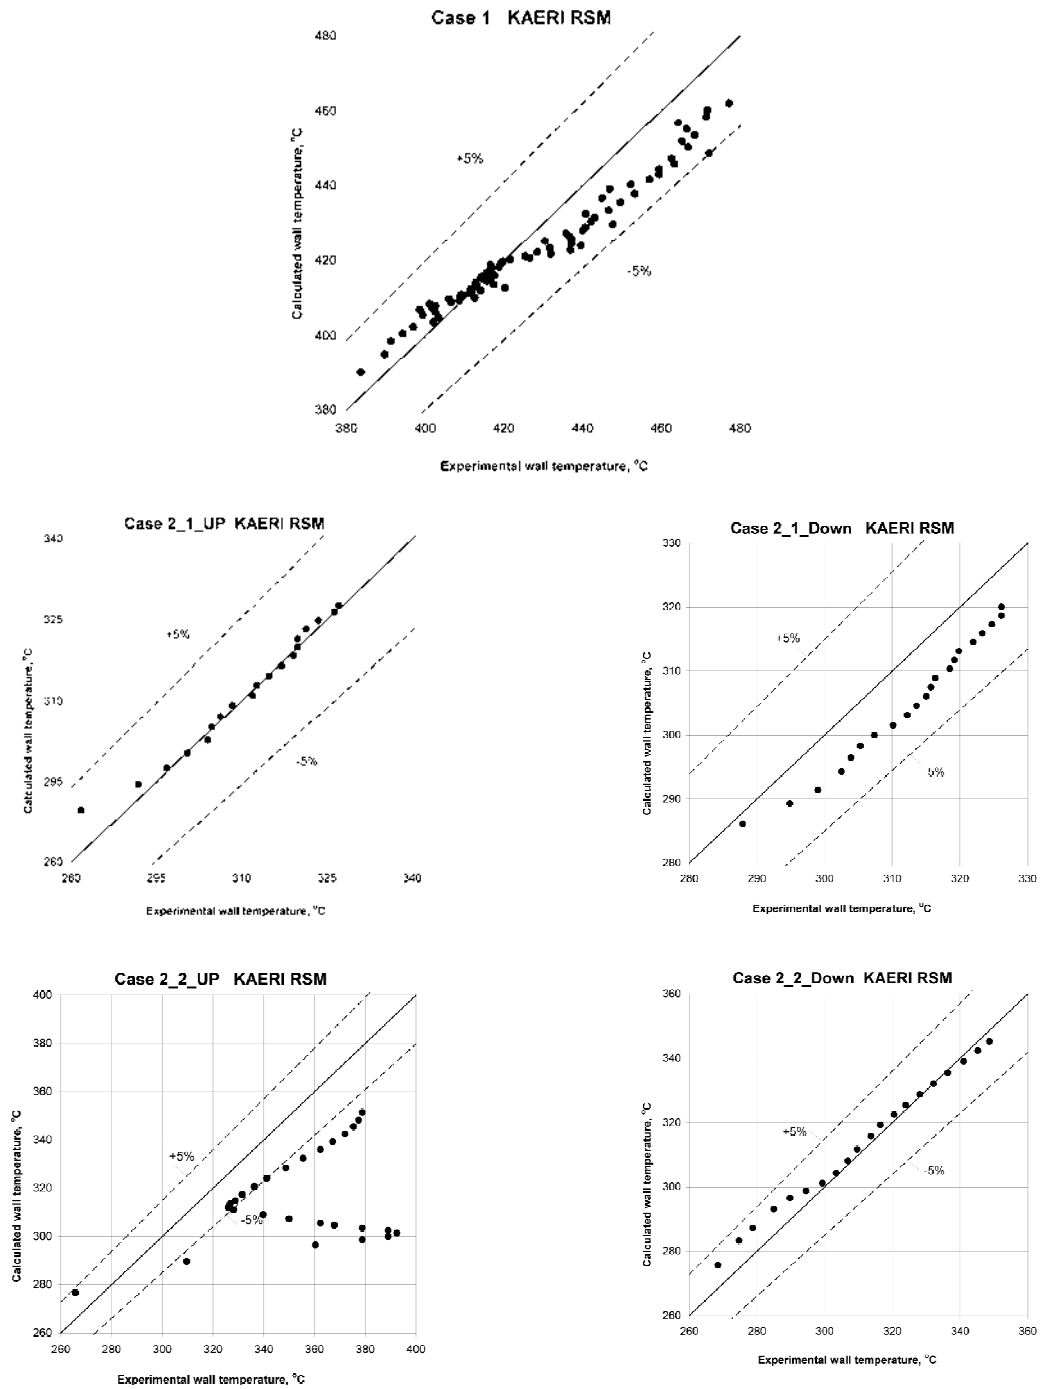 Case 1 KAERI RSM
480
460
440
420
400
380
Calculated wall temperature, °C
+5%
-5%
380 400 420 440 460 480
Experimental wall temperature, °C
Case 2_1_UP KAERI RSM
340
325
310
295
260
Calculated wall temperature, °C
+5%
-5%
260 295 310 325 340
Experimental wall temperature, °C
Case 2_1_Down KAERI RSM
330
320
310
300
290
280
Calculated wall temperature, °C
+5%
5%
280 290 300 310 320 330
Experimental wall temperature, °C
Case 2_2_UP KAERI RSM
400
380
360
340
320
300
280
260
Calculated wall temperature, °C
+5%
-5%
260 280 300 320 340 360 380 400
Experimental wall temperature, °C
Case 2_2_Down KAERI RSM
360
340
320
300
280
260
Calculated wall temperature, °C
+5%
-5%
260 280 300 320 340 360
Experimental wall temperature, °C